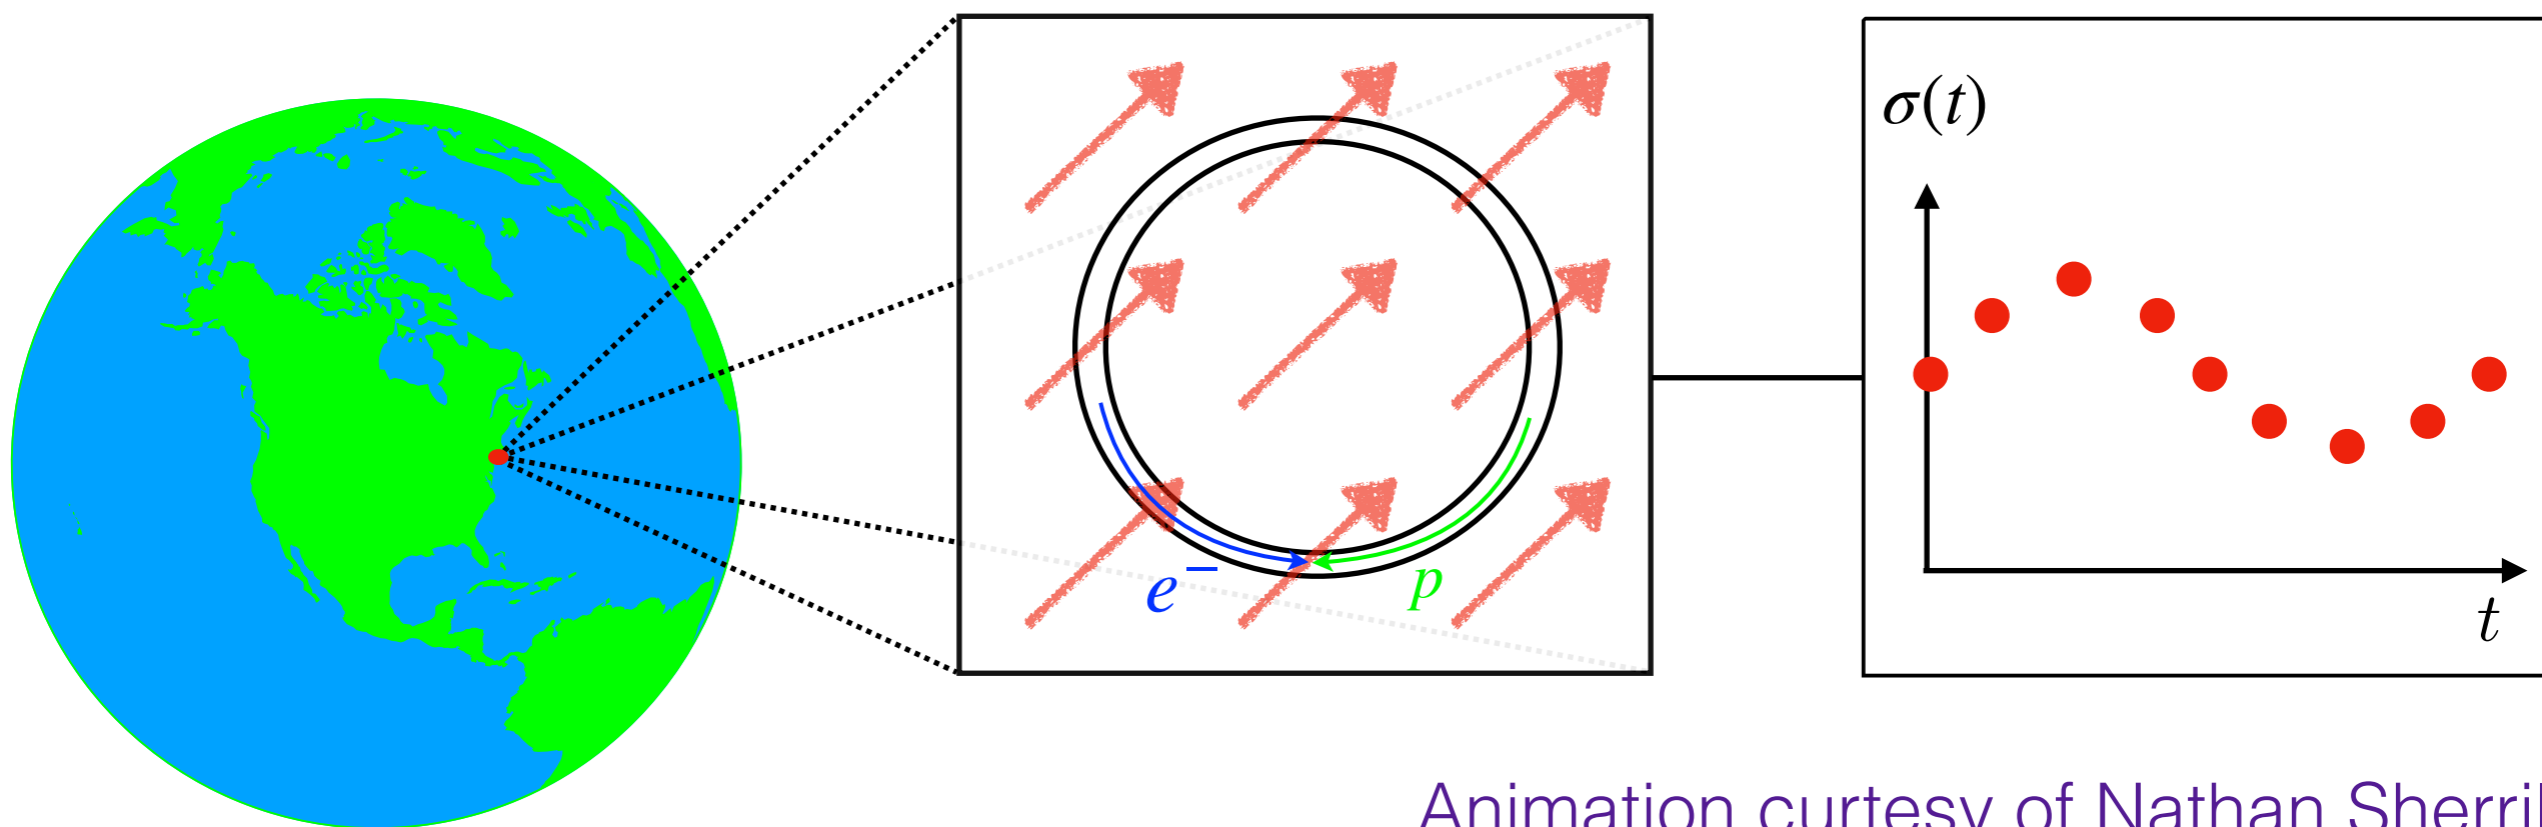 σ(t)
e⁻
p
t
Animation curtesy of Nathan Sherril